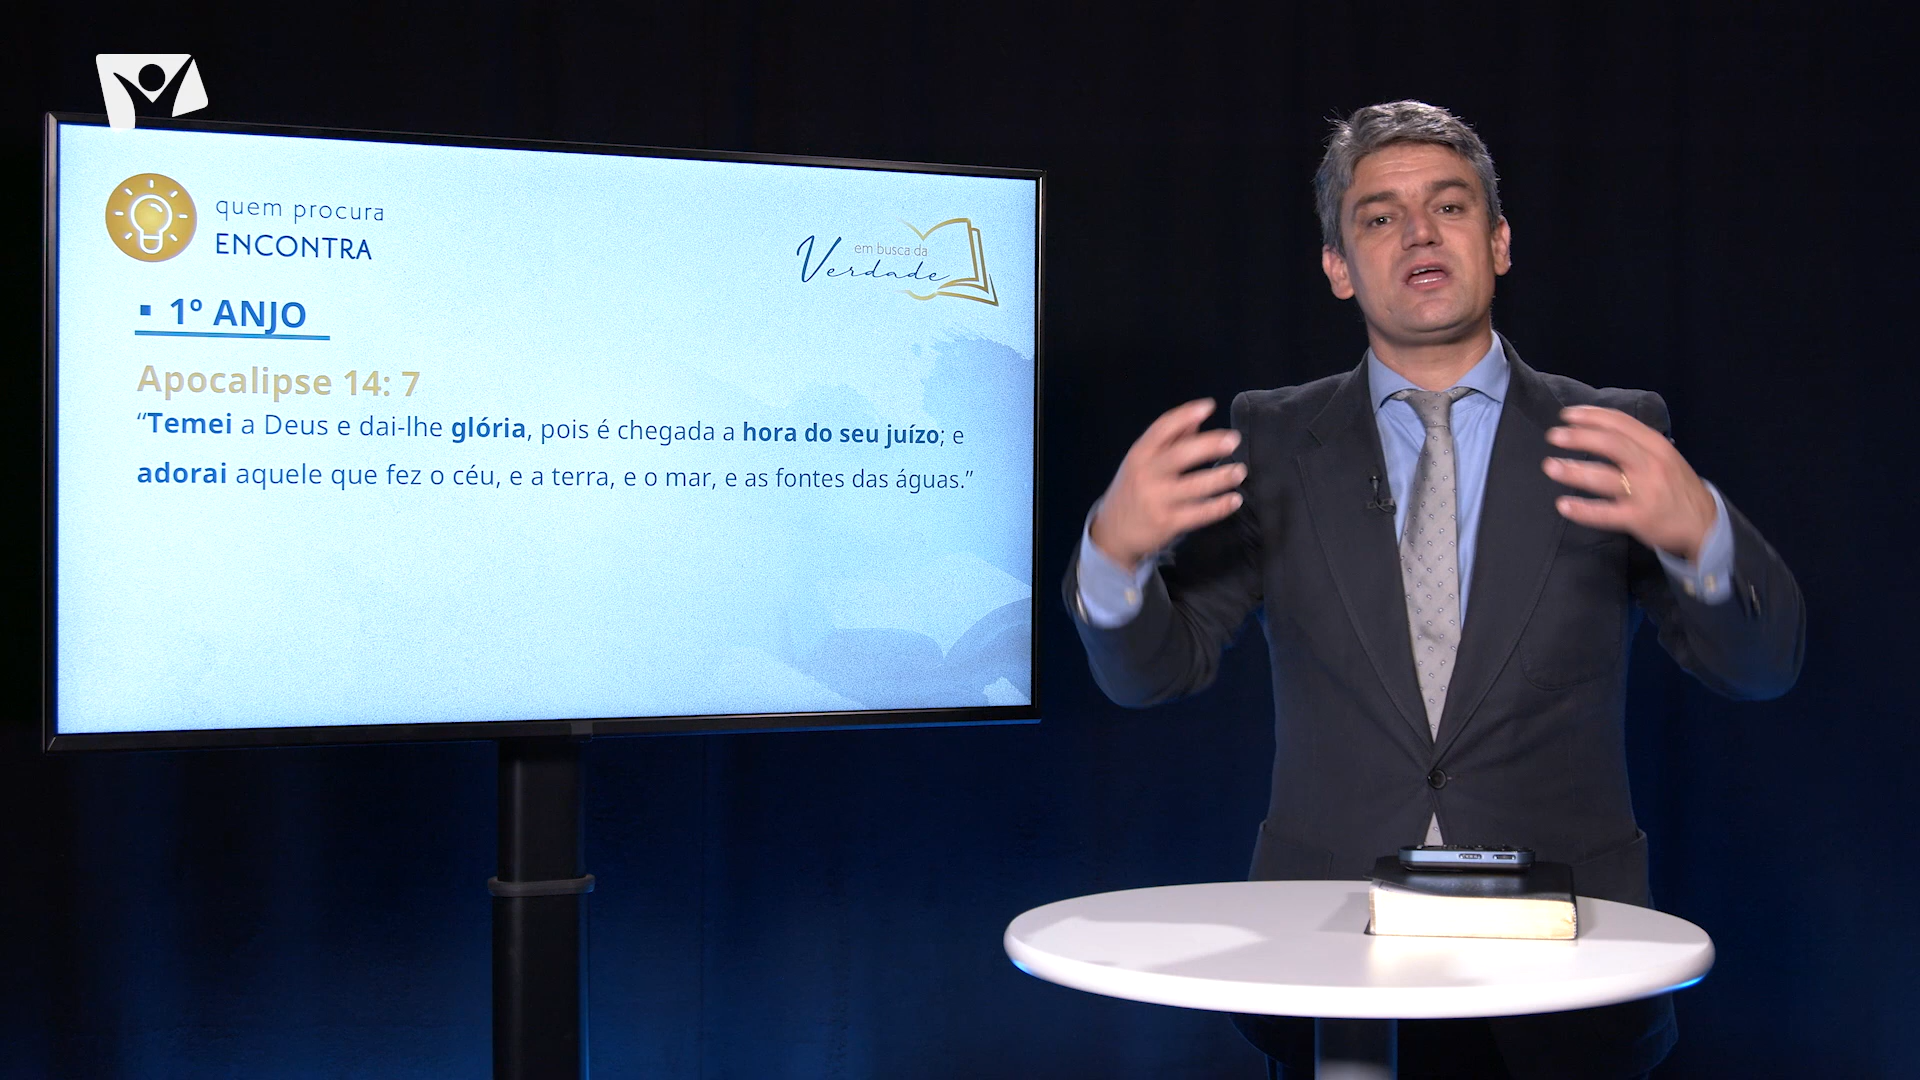 quem procura
ENCONTRA
em busca da
Verdade
▪ 1º ANJO
Apocalipse 14: 7
“Temei a Deus e dai-lhe glória, pois é chegada a hora do seu juízo; e
adorai aquele que fez o céu, e a terra, e o mar, e as fontes das águas.”